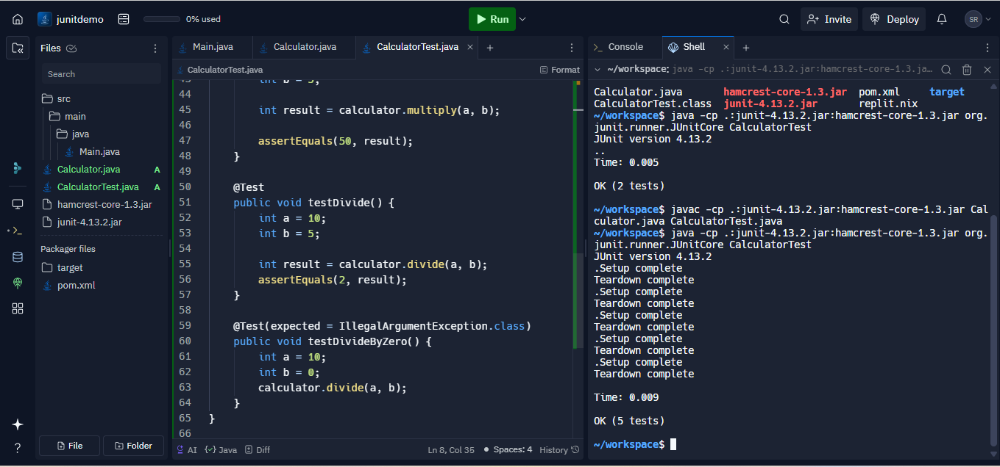 junitdemo
0% used
Run
Invite
Deploy
SR
Files
Search
src
main
java
Main.java
Calculator.java A
CalculatorTest.java A
hamcrest-core-1.3.jar
junit-4.13.2.jar
Packager files
target
pom.xml
File
Folder
Main.java
Calculator.java
CalculatorTest.java
CalculatorTest.java
Format
44
45 int result = calculator.multiply(a, b);
46
47 assertEquals(50, result);
48 }
49
50 @Test
51 public void testDivide() {
52 int a = 10;
53 int b = 5;
54
55 int result = calculator.divide(a, b);
56 assertEquals(2, result);
57 }
58
59 @Test(expected = IllegalArgumentException.class)
60 public void testDivideByZero() {
61 int a = 10;
62 int b = 0;
63 calculator.divide(a, b);
64 }
65 }
66
AI
Java
Diff
Ln 8, Col 35
Spaces: 4
History
Console
Shell
~/workspace: java -cp .:junit-4.13.2.jar:hamcrest-core-1.3.ja…
Calculator.java hamcrest-core-1.3.jar pom.xml target
CalculatorTest.class junit-4.13.2.jar replit.nix
~/workspace$ java -cp .:junit-4.13.2.jar:hamcrest-core-1.3.jar org.
junit.runner.JUnitCore CalculatorTest
JUnit version 4.13.2
..
Time: 0.005
OK (2 tests)
~/workspace$ javac -cp .:junit-4.13.2.jar:hamcrest-core-1.3.jar Cal
culator.java CalculatorTest.java
~/workspace$ java -cp .:junit-4.13.2.jar:hamcrest-core-1.3.jar org.
junit.runner.JUnitCore CalculatorTest
JUnit version 4.13.2
.Setup complete
Teardown complete
.Setup complete
Teardown complete
.Setup complete
Teardown complete
.Setup complete
Teardown complete
.Setup complete
Teardown complete
Time: 0.009
OK (5 tests)
~/workspace$